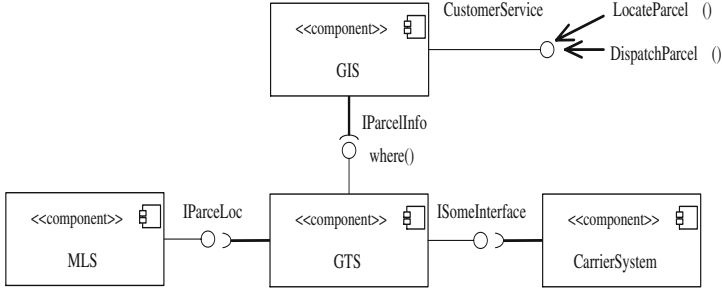 CustomerService
LocateParcel ()
<<component>>
DispatchParcel ()
GIS
IParcelInfo
where()
<<component>>
IParceLoc
<<component>>
ISomeInterface
<<component>>
MLS
GTS
CarrierSystem